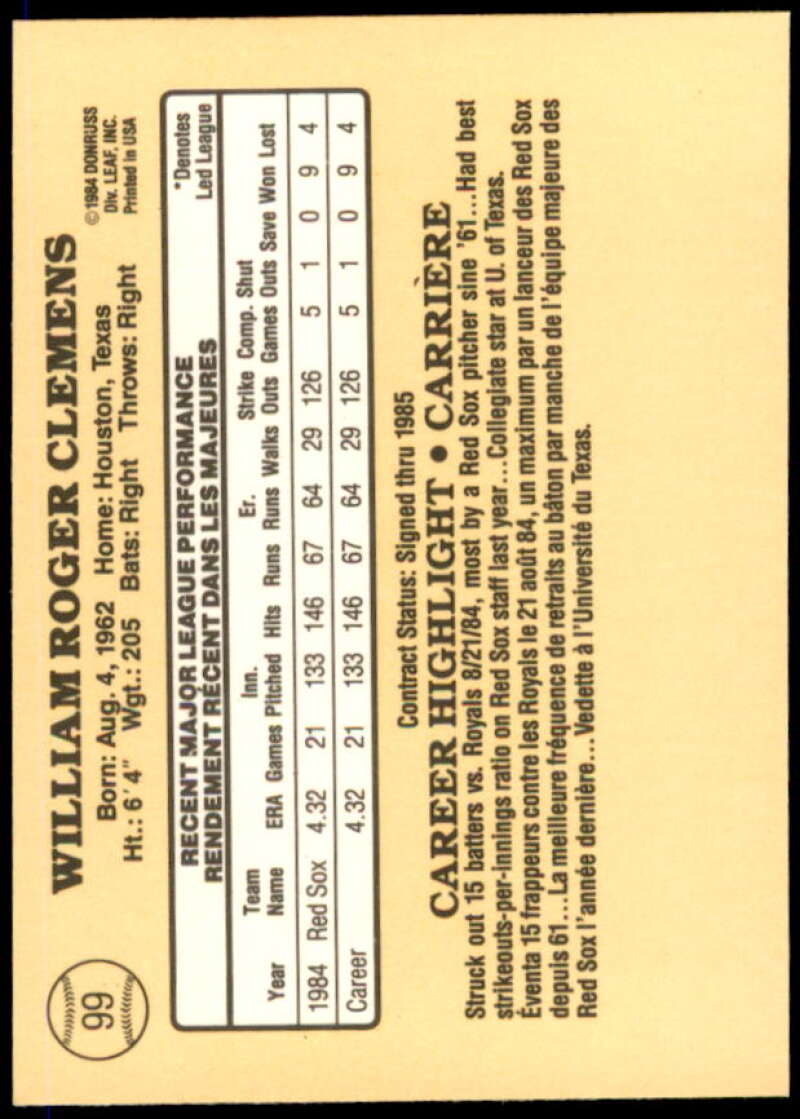 99
WILLIAM ROGER CLEMENS
Born: Aug. 4, 1962 Home: Houston, Texas
Ht.: 6'4" Wgt.: 205 Bats: Right Throws: Right
©1984 DONRUSS
Div. LEAF, INC.
Printed In USA
RECENT MAJOR LEAGUE PERFORMANCE
RENDEMENT RÉCENT DANS LES MAJEURES
*Denotes
Led League
Team Inn. Er. Strike Comp. Shut
Year Name ERA Games Pitched Hits Runs Runs Walks Outs Games Outs Save Won Lost
1984 Red Sox 4.32 21 133 146 67 64 29 126 5 1 0 9 4
Career 4.32 21 133 146 67 64 29 126 5 1 0 9 4
Contract Status: Signed thru 1985
CAREER HIGHLIGHT • CARRIÈRE
Struck out 15 batters vs. Royals 8/21/84, most by a Red Sox pitcher sine '61...Had best
strikeouts-per-innings ratio on Red Sox staff last year...Collegiate star at U. of Texas.
Éventa 15 frappeurs contre les Royals le 21 août 84, un maximum par un lanceur des Red Sox
depuis 61...La meilleure fréquence de retraits au bâton par manche de l'équipe majeure des
Red Sox l'année dernière...Vedette à l'Université du Texas.